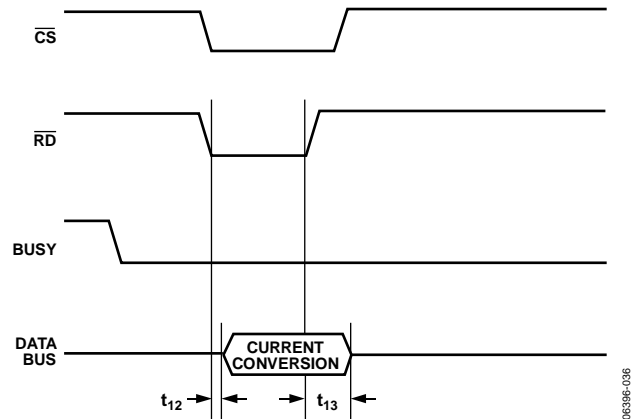 CS
RD
BUSY
DATA
BUS
CURRENT
CONVERSION
t12
t13
06396-036